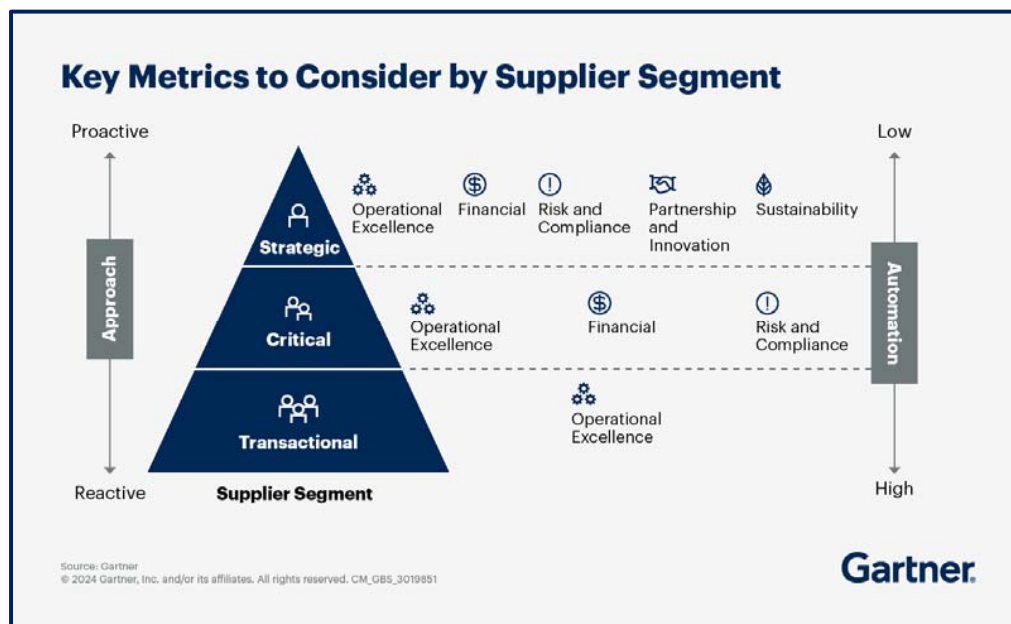 Key Metrics to Consider by Supplier Segment
Proactive
Approach
Reactive
Strategic
Critical
Transactional
Supplier Segment
Operational
Excellence
Financial
Risk and
Compliance
Partnership
and
Innovation
Sustainability
Operational
Excellence
Financial
Risk and
Compliance
Operational
Excellence
Low
Automation
High
Source: Gartner
© 2024 Gartner, Inc. and/or its affiliates. All rights reserved. CM_GBS_3019851
Gartner.